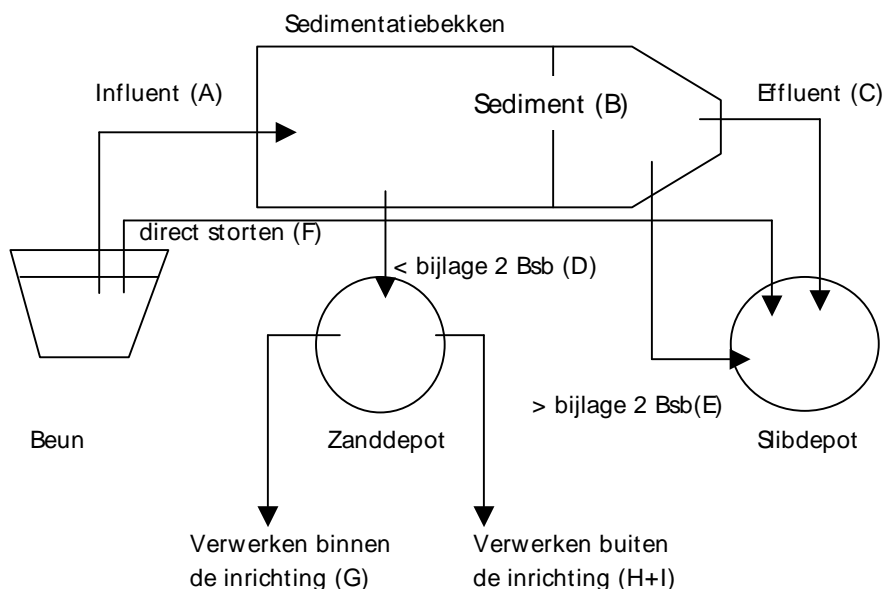 Sedimentatiebekken
Influent (A)
Sediment (B)
Effluent (C)
direct storten (F)
< bijlage 2 Bsb (D)
> bijlage 2 Bsb(E)
Beun
Zanddepot
Slibdepot
Verwerken binnen
de inrichting (G)
Verwerken buiten
de inrichting (H+I)